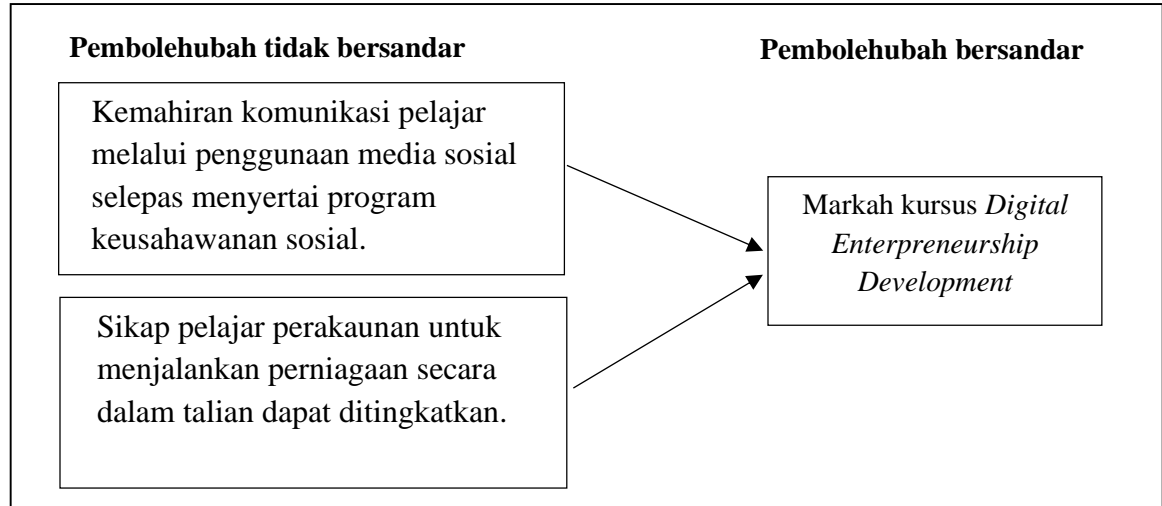 Pembolehubah tidak bersandar
Pembolehubah bersandar
Kemahiran komunikasi pelajar
melalui penggunaan media sosial
selepas menyertai program
keusahawanan sosial.
Markah kursus Digital
Enterpreneurship
Development
Sikap pelajar perakaunan untuk
menjalankan perniagaan secara
dalam talian dapat ditingkatkan.